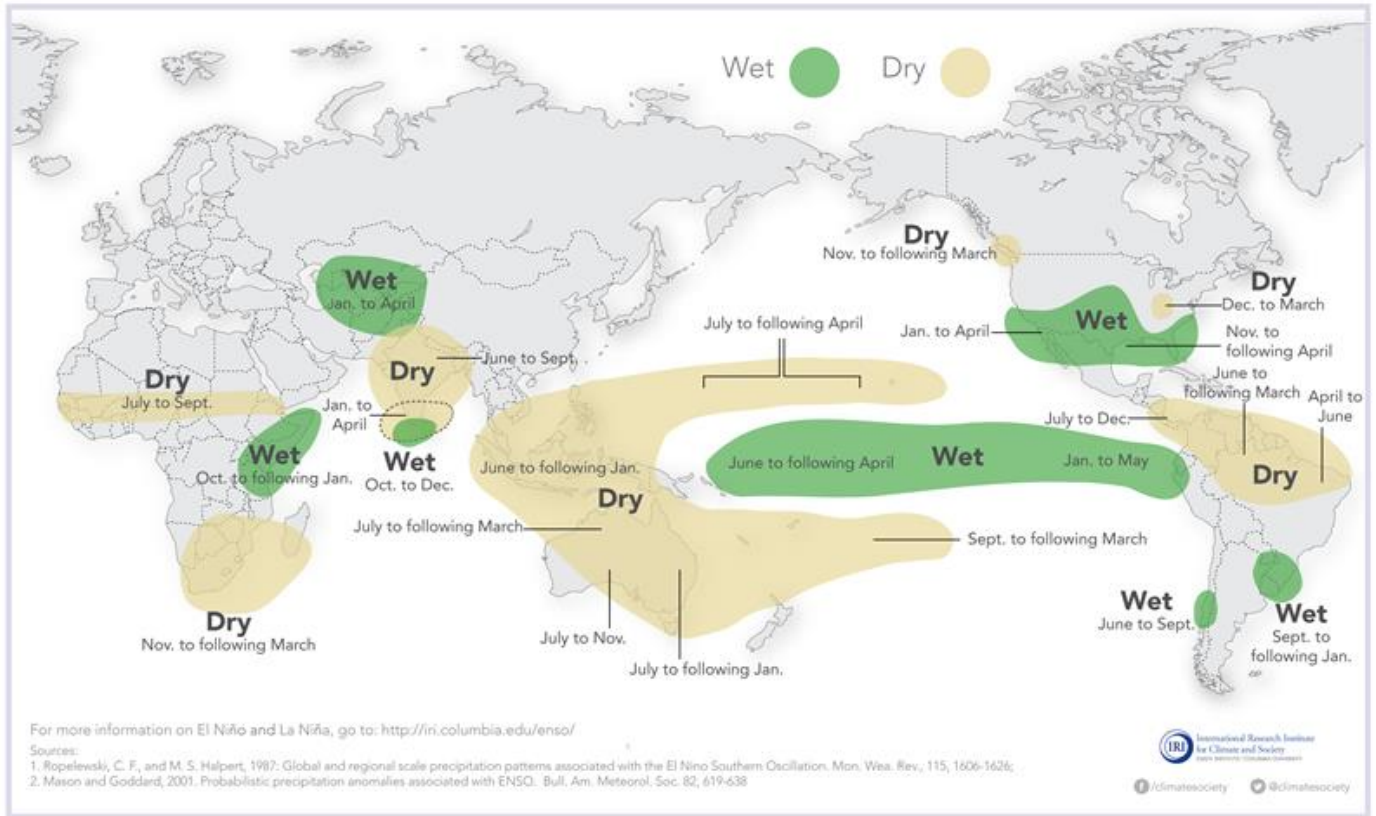 Wet
Dry
Dry
Nov. to following March
Wet
Jan. to April
Dry
Dec. to March
July to following April
Jan. to April
Wet
Nov. to
following April
June to Sept.
Dry
Dry
July to Sept.
Jan. to
April
June to
following March
April to
June
July to Dec.
Wet
Oct. to following Jan.
Wet
Oct. to Dec.
June to following Jan.
Dry
June to following April
Wet
Jan. to May
Dry
July to following March
Sept. to following March
Dry
Nov. to following March
July to Nov.
July to following Jan.
Wet
June to Sept.
Wet
Sept. to
following Jan.
For more information on El Niño and La Niña, go to: http://iri.columbia.edu/enso/
Sources:
1. Ropelewski, C. F., and M. S. Halpert, 1987: Global and regional scale precipitation patterns associated with the El Nino Southern Oscillation. Mon. Wea. Rev., 115, 1606-1626;
2. Mason and Goddard, 2001. Probabilistic precipitation anomalies associated with ENSO. Bull. Am. Meteorol. Soc. 82, 619-638
IRI
International Research Institute
for Climate and Society
/climatesociety
@climatesociety